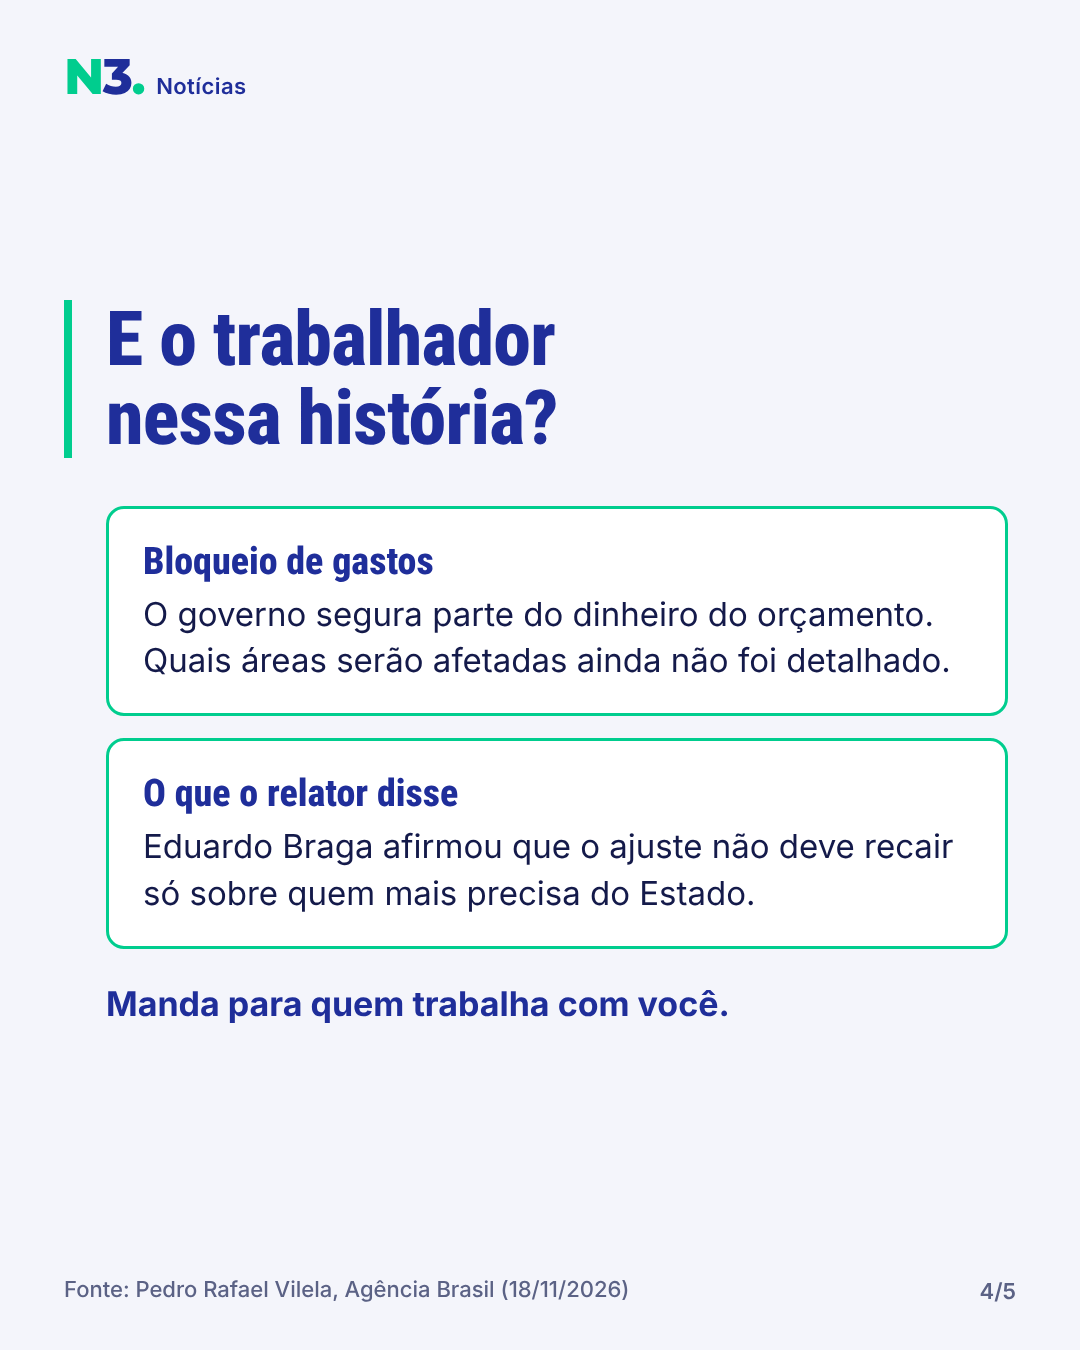 N3. Notícias
E o trabalhador
nessa história?
Bloqueio de gastos
O governo segura parte do dinheiro do orçamento.
Quais áreas serão afetadas ainda não foi detalhado.
O que o relator disse
Eduardo Braga afirmou que o ajuste não deve recair
só sobre quem mais precisa do Estado.
Manda para quem trabalha com você.
Fonte: Pedro Rafael Vilela, Agência Brasil (18/11/2026)
4/5